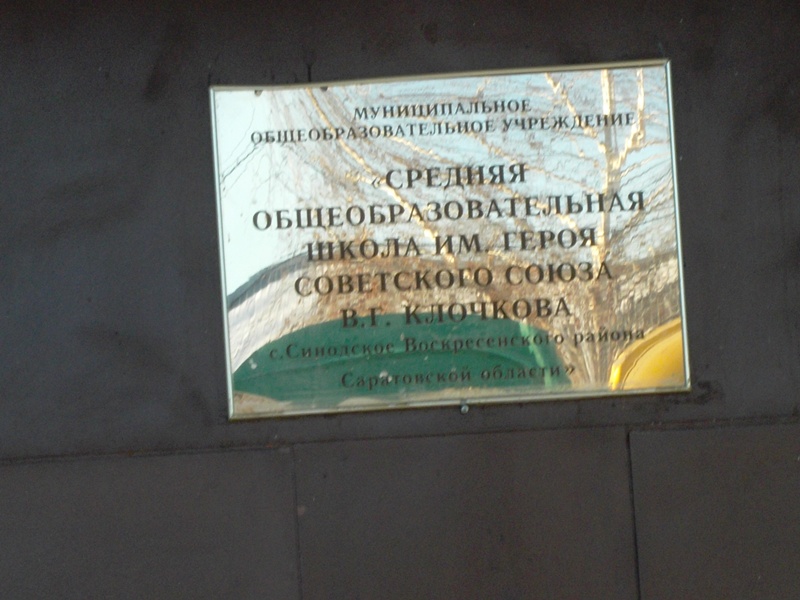 МУНИЦИПАЛЬНОЕ
ОБЩЕОБРАЗОВАТЕЛЬНОЕ УЧРЕЖДЕНИЕ
«СРЕДНЯЯ
ОБЩЕОБРАЗОВАТЕЛЬНАЯ
ШКОЛА ИМ. ГЕРОЯ
СОВЕТСКОГО СОЮЗА
В.Г. КЛОЧКОВА
с.Синодское Воскресенского района
Саратовской области»